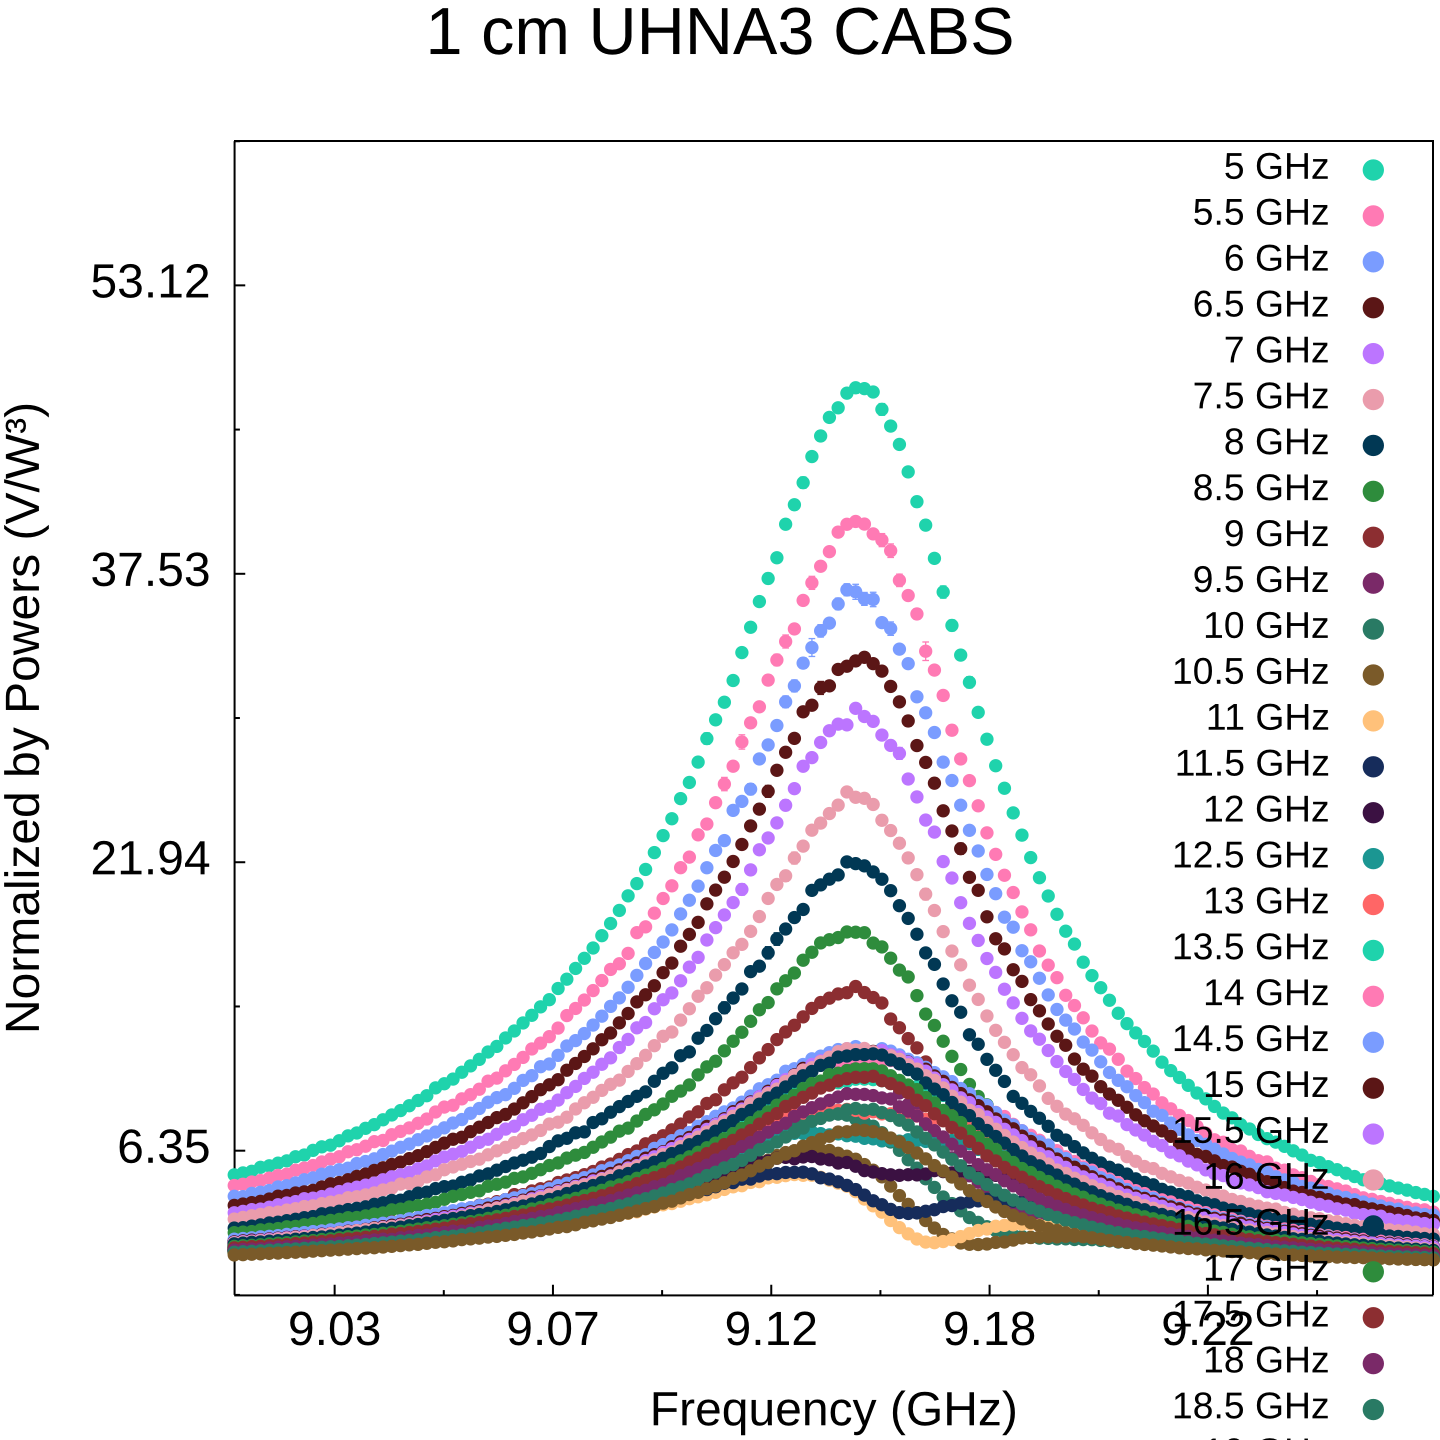 1 cm UHNA3 CABS
Normalized by Powers (V/W³)
53.12
37.53
21.94
6.35
5 GHz
5.5 GHz
6 GHz
6.5 GHz
7 GHz
7.5 GHz
8 GHz
8.5 GHz
9 GHz
9.5 GHz
10 GHz
10.5 GHz
11 GHz
11.5 GHz
12 GHz
12.5 GHz
13 GHz
13.5 GHz
14 GHz
14.5 GHz
15 GHz
15.5 GHz
16 GHz
16.5 GHz
17 GHz
17.5 GHz
18 GHz
18.5 GHz
9.03
9.07
9.12
9.18
9.22
Frequency (GHz)